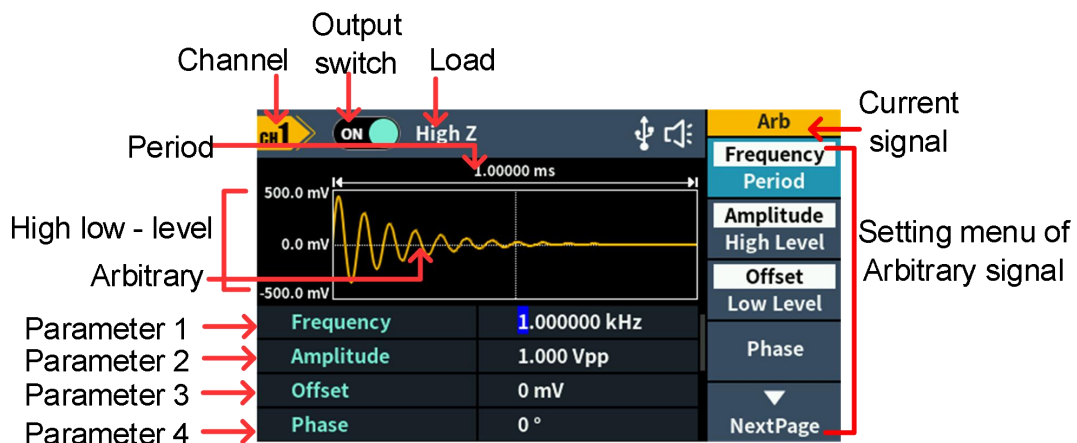 Output
switch
Channel
Load
Current
signal
CH1
ON
High Z
Arb
Period
1.00000 ms
Frequency
Period
500.0 mV
High low - level
0.0 mV
Amplitude
High Level
Setting menu of
Arbitrary signal
Arbitrary
-500.0 mV
Offset
Low Level
Parameter 1
Frequency
1.000000 kHz
Parameter 2
Amplitude
1.000 Vpp
Phase
Parameter 3
Offset
0 mV
Parameter 4
Phase
0 °
NextPage